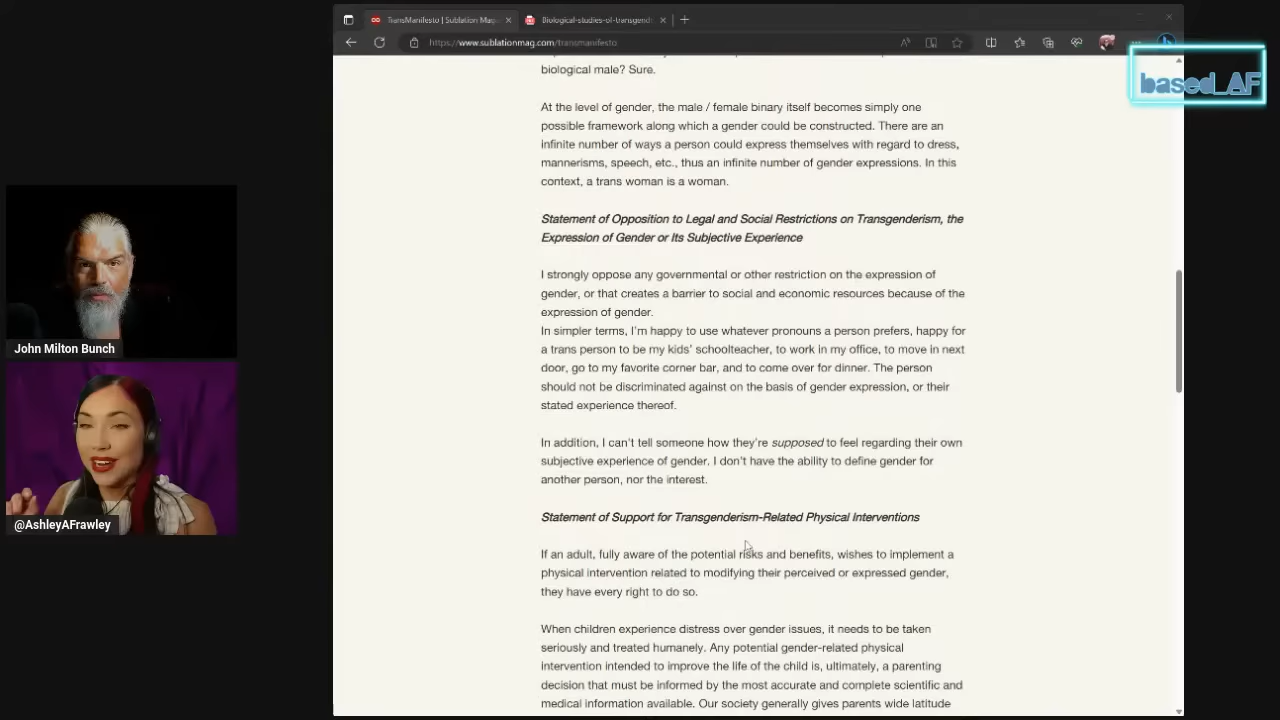 TransManifesto | Sublation Mag
Biological-studies-of-transgend
https://www.sublationmag.com/transmanifesto
based_AF
biological male? Sure.
At the level of gender, the male / female binary itself becomes simply one
possible framework along which a gender could be constructed. There are an
infinite number of ways a person could express themselves with regard to dress,
mannerisms, speech, etc., thus an infinite number of gender expressions. In this
context, a trans woman is a woman.
Statement of Opposition to Legal and Social Restrictions on Transgenderism, the
Expression of Gender or Its Subjective Experience
I strongly oppose any governmental or other restriction on the expression of
gender, or that creates a barrier to social and economic resources because of the
expression of gender.
In simpler terms, I'm happy to use whatever pronouns a person prefers, happy for
a trans person to be my kids' schoolteacher, to work in my office, to move in next
door, go to my favorite corner bar, and to come over for dinner. The person
should not be discriminated against on the basis of gender expression, or their
stated experience thereof.
In addition, I can't tell someone how they're supposed to feel regarding their own
subjective experience of gender. I don't have the ability to define gender for
another person, nor the interest.
Statement of Support for Transgenderism-Related Physical Interventions
If an adult, fully aware of the potential risks and benefits, wishes to implement a
physical intervention related to modifying their perceived or expressed gender,
they have every right to do so.
When children experience distress over gender issues, it needs to be taken
seriously and treated humanely. Any potential gender-related physical
intervention intended to improve the life of the child is, ultimately, a parenting
decision that must be informed by the most accurate and complete scientific and
medical information available. Our society generally gives parents wide latitude
John Milton Bunch
@AshleyAFrawley